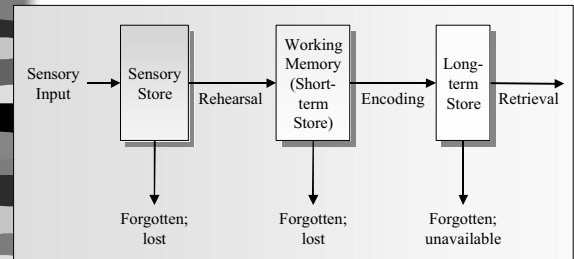 Sensory
Input
Sensory
Store
Rehearsal
Working
Memory
(Short-
term
Store)
Encoding
Long-
term
Store
Retrieval
Forgotten;
lost
Forgotten;
lost
Forgotten;
unavailable